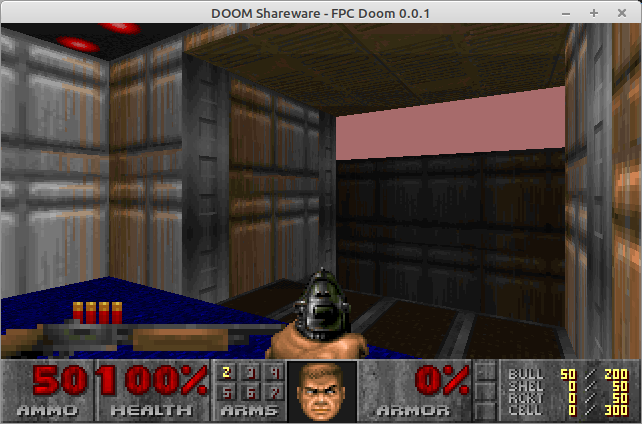 DOOM Shareware - FPC Doom 0.0.1
50 100% 2 3 4 0% BULL 50 / 200
5 6 7 SHEL 0 / 50
RCKT 0 / 50
AMMO HEALTH ARMS ARMOR CELL 0 / 300